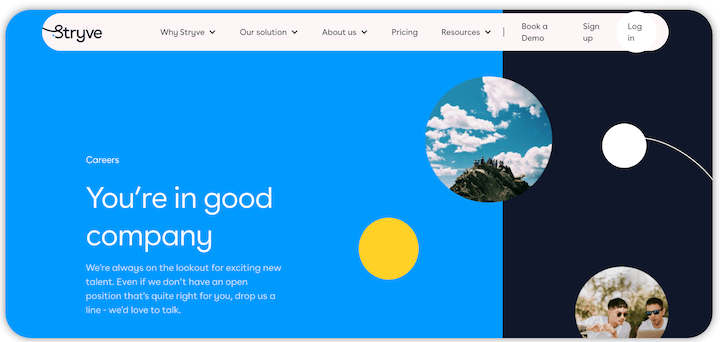 Stryve
Why Stryve
Our solution
About us
Pricing
Resources
Book a
Demo
Sign
up
Log
in
Careers
You're in good
company
We're always on the lookout for exciting new
talent. Even if we don't have an open
position that's quite right for you, drop us a
line - we'd love to talk.